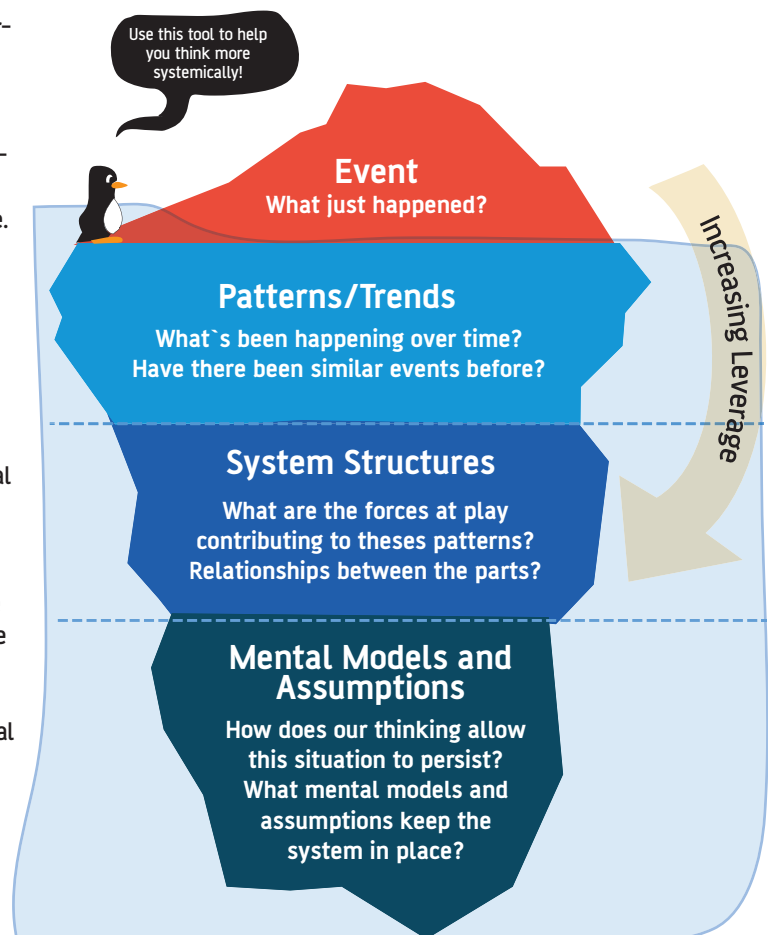 Use this tool to help
you think more
systemically!
Event
What just happened?
Patterns/Trends
What`s been happening over time?
Have there been similar events before?
System Structures
What are the forces at play
contributing to theses patterns?
Relationships between the parts?
Mental Models and
Assumptions
How does our thinking allow
this situation to persist?
What mental models and
assumptions keep the
system in place?
Increasing Leverage